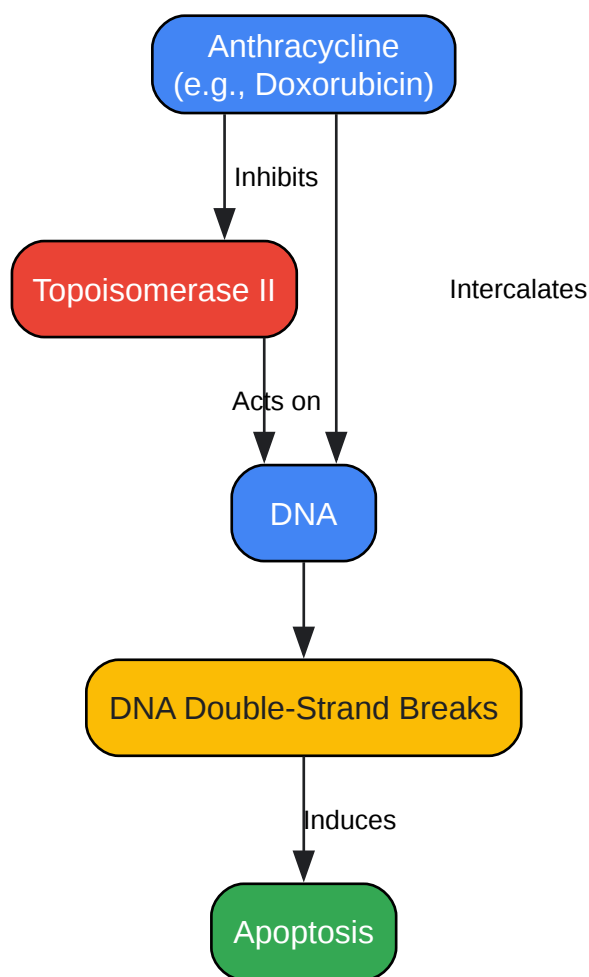 Anthracycline
(e.g., Doxorubicin)
Inhibits
Topoisomerase II
Intercalates
Acts on
DNA
DNA Double-Strand Breaks
Induces
Apoptosis